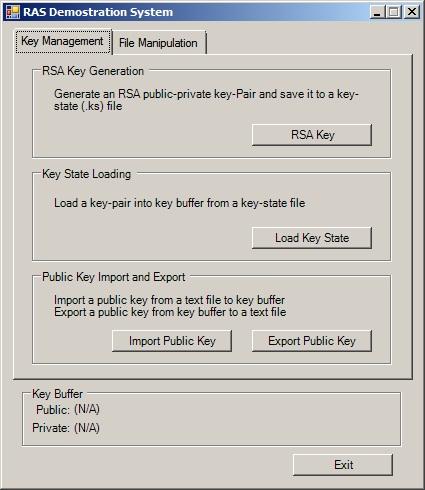 RAS Demostration System
Key Management
File Manipulation
RSA Key Generation
Generate an RSA public-private key-Pair and save it to a key-
state (.ks) file
RSA Key
Key State Loading
Load a key-pair into key buffer from a key-state file
Load Key State
Public Key Import and Export
Import a public key from a text file to key buffer
Export a public key from key buffer to a text file
Import Public Key
Export Public Key
Key Buffer
Public: (N/A)
Private: (N/A)
Exit